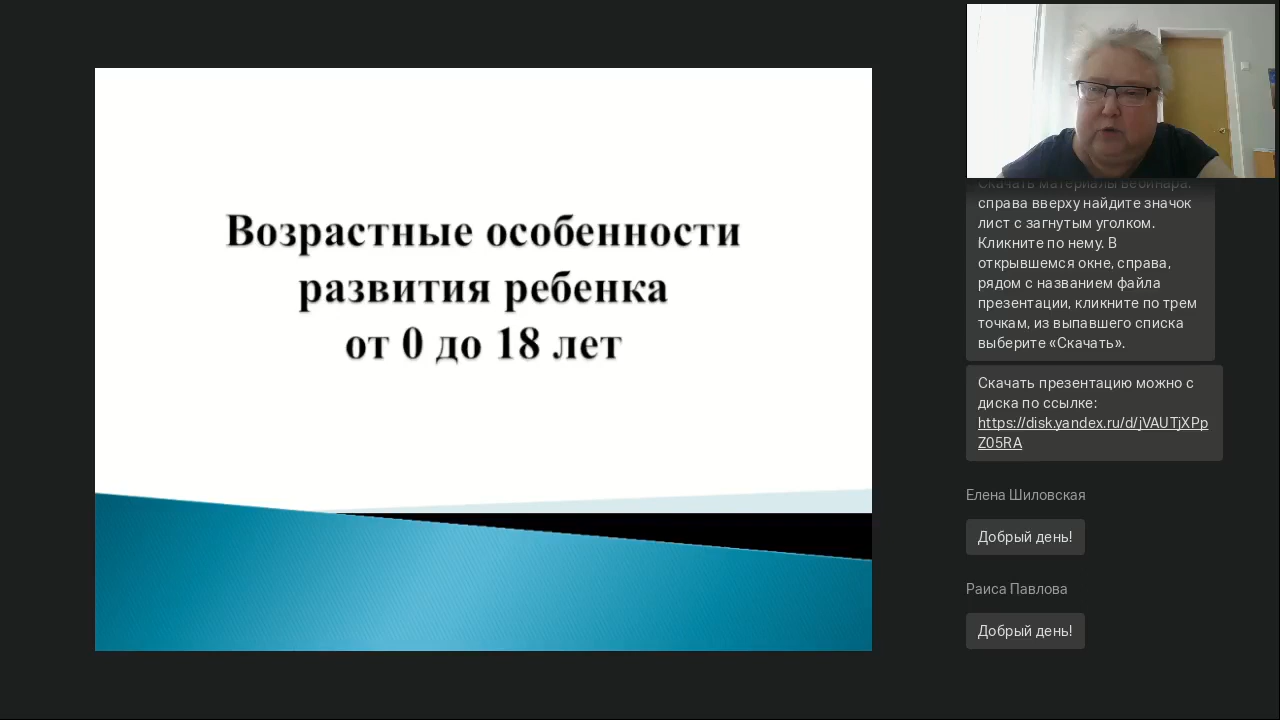 Возрастные особенности
развития ребенка
от 0 до 18 лет
Скачать материалы вебинара:
справа вверху найдите значок
лист с загнутым уголком.
Кликните по нему. В
открывшемся окне, справа,
рядом с названием файла
презентации, кликните по трем
точкам, из выпавшего списка
выберите «Скачать».
Скачать презентацию можно с
диска по ссылке:
https://disk.yandex.ru/d/jVAUTjXPp
Z05RA
Елена Шиловская
Добрый день!
Раиса Павлова
Добрый день!